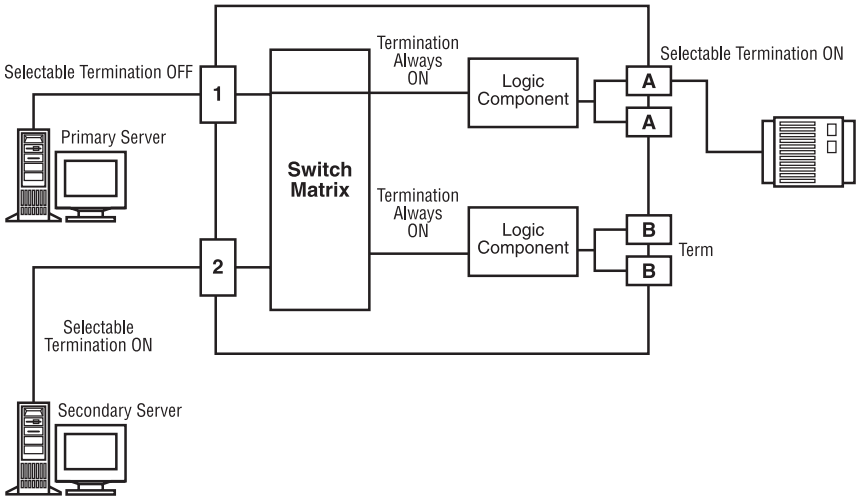 Selectable Termination OFF
1
Primary Server
Termination
Always
ON
Logic
Component
A
A
Selectable Termination ON
Switch
Matrix
Termination
Always
ON
Logic
Component
B
B
Term
2
Selectable
Termination ON
Secondary Server